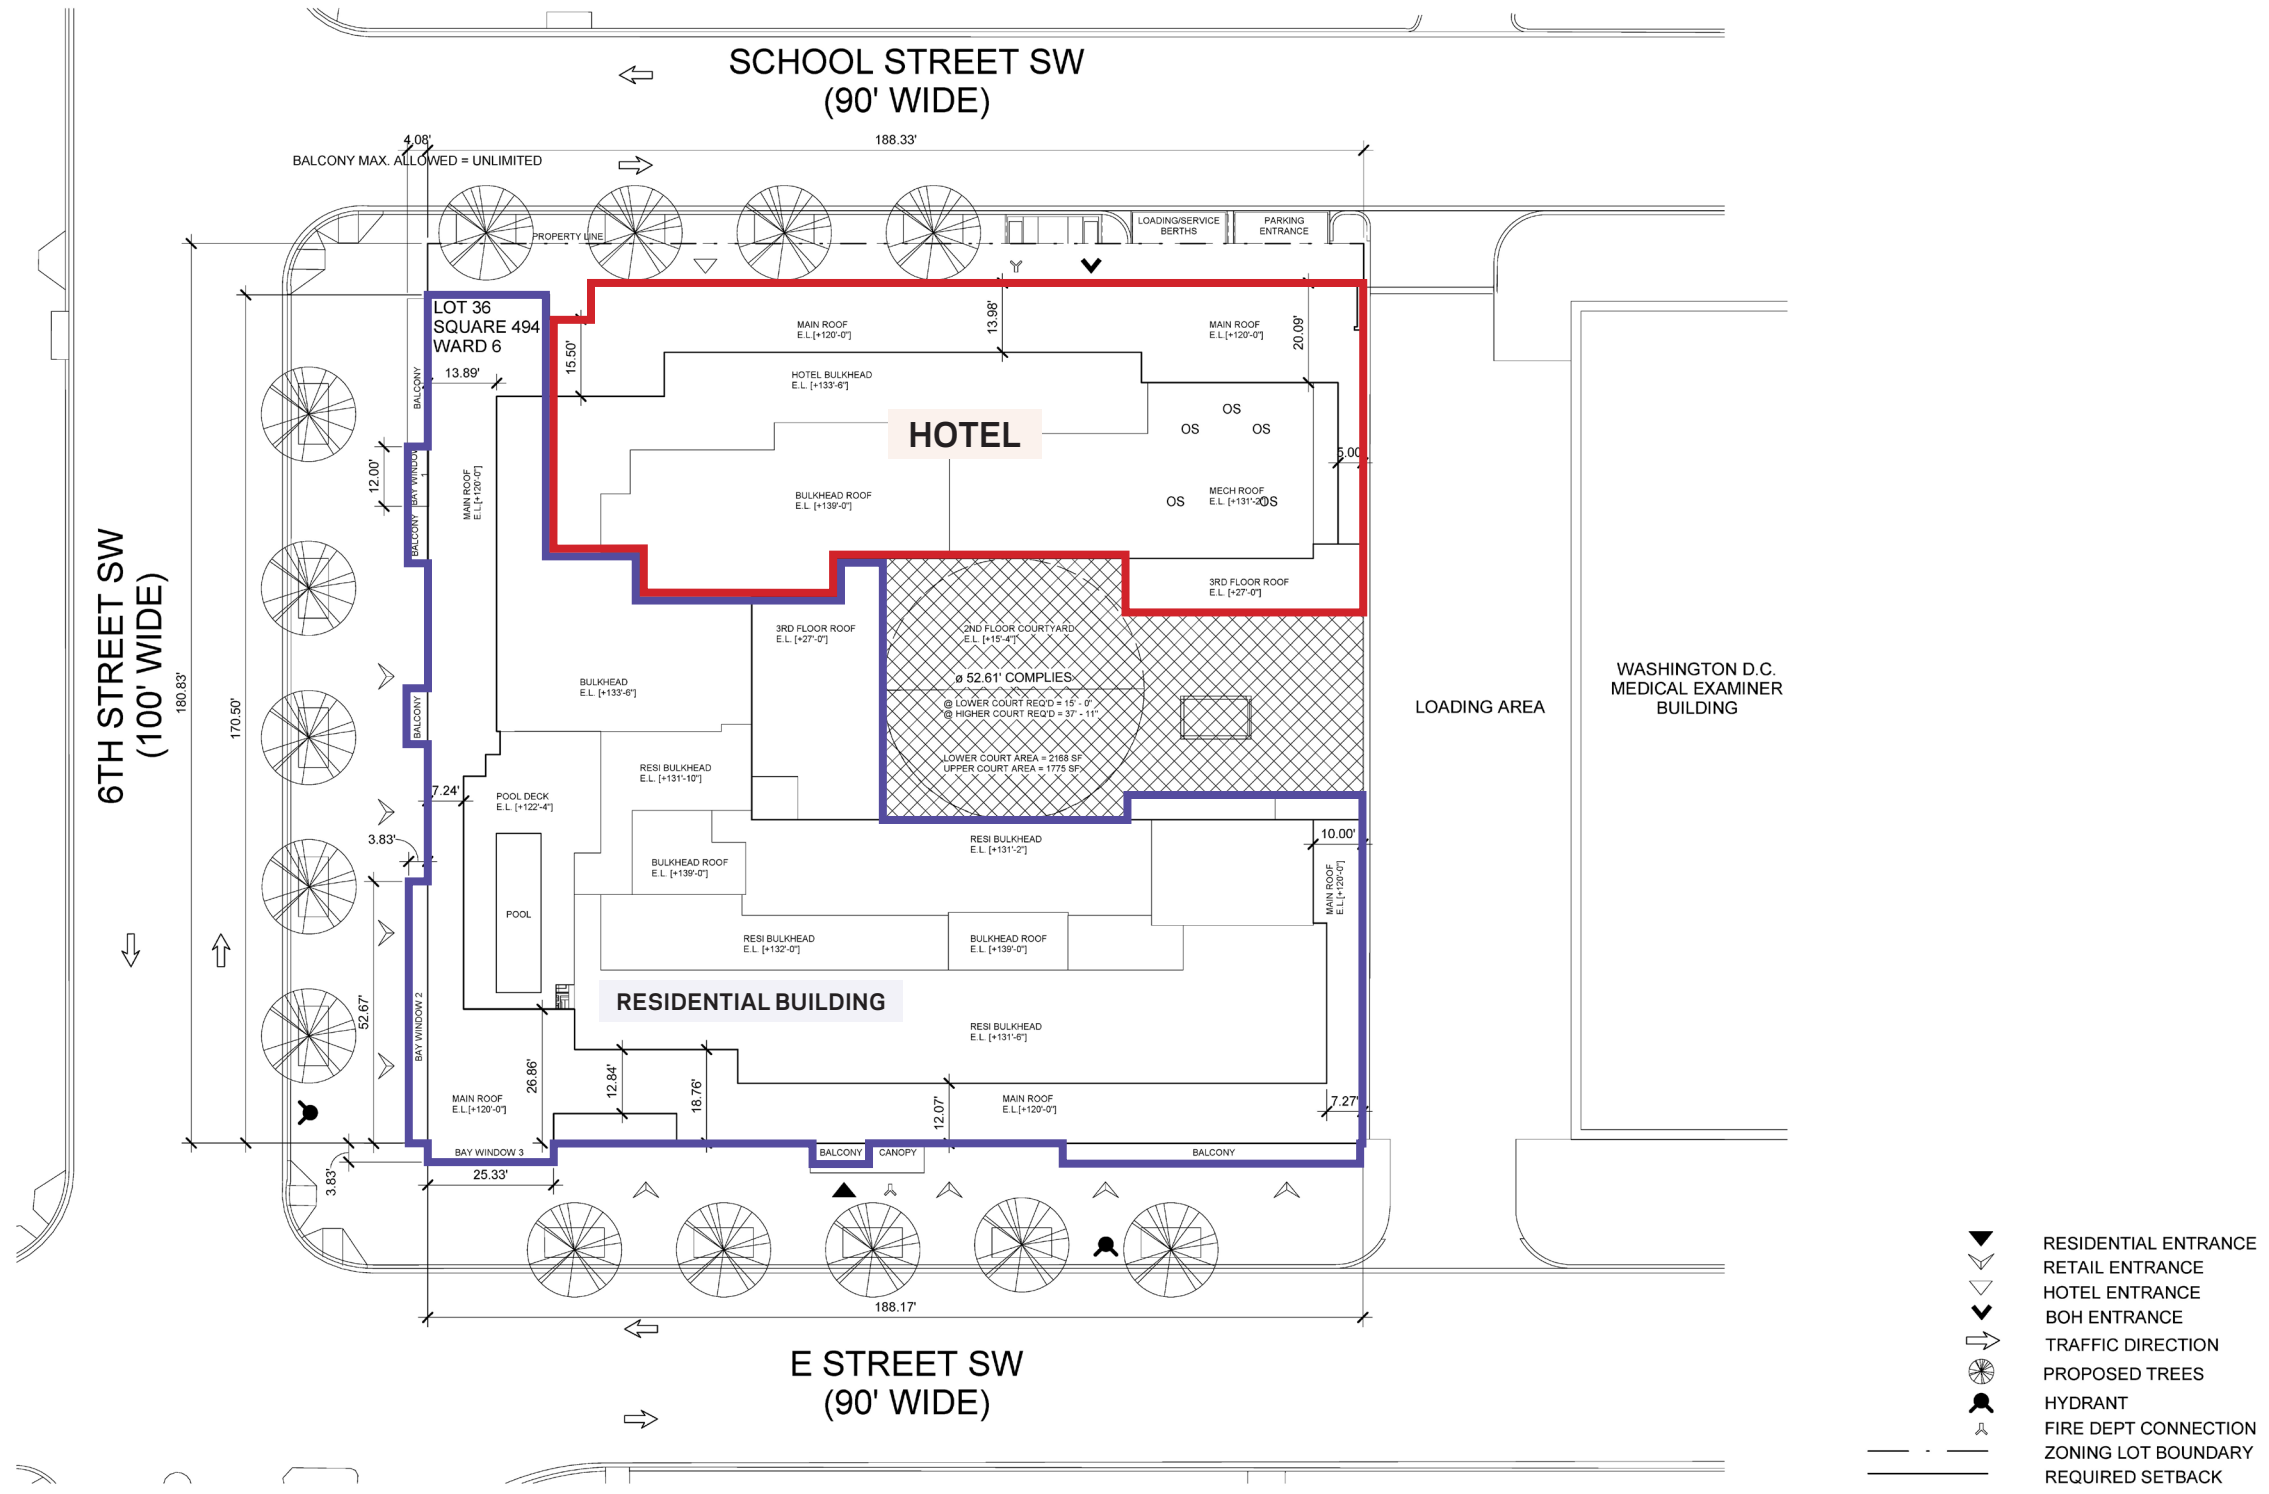 SCHOOL STREET SW
(90' WIDE)
4.08'
188.33'
BALCONY MAX. ALLOWED = UNLIMITED
PROPERTY LINE
LOADING/SERVICE
BERTHS
PARKING
ENTRANCE
LOT 36
SQUARE 494
WARD 6
13.89'
15.50'
MAIN ROOF
E.L.[+120'-0"]
13.98'
MAIN ROOF
E.L.[+120'-0"]
20.09'
HOTEL BULKHEAD
E.L. [+133'-6"]
BALCONY
OS
OS
OS
HOTEL
5.00'
12.00'
BAY WINDOW
1
BALCONY
MAIN ROOF
E.L.[+120'-0"]
BULKHEAD ROOF
E.L. [+139'-0"]
OS
MECH ROOF
E.L. [+131'-2"]
OS
6TH STREET SW
(100' WIDE)
180.83'
170.50'
3RD FLOOR ROOF
E.L. [+27'-0"]
3RD FLOOR ROOF
E.L. [+27'-0"]
2ND FLOOR COURTYARD
E.L. [+15'-4"]
BULKHEAD
E.L. [+133'-6"]
ø 52.61' COMPLIES
@ LOWER COURT REQ'D = 15' - 0"
@ HIGHER COURT REQ'D = 37' - 11"
LOWER COURT AREA = 2168 SF
UPPER COURT AREA = 1775 SF
BALCONY
LOADING AREA
WASHINGTON D.C.
MEDICAL EXAMINER
BUILDING
RESI BULKHEAD
E.L. [+131'-10"]
7.24'
POOL DECK
E.L. [+122'-4"]
3.83'
RESI BULKHEAD
E.L. [+131'-2"]
10.00'
BULKHEAD ROOF
E.L. [+139'-0"]
MAIN ROOF
E.L.[+120'-0"]
POOL
RESI BULKHEAD
E.L. [+132'-0"]
BULKHEAD ROOF
E.L. [+139'-0"]
RESIDENTIAL BUILDING
52.67'
BAY WINDOW 2
RESI BULKHEAD
E.L. [+131'-6"]
26.86'
12.84'
18.76'
12.07'
MAIN ROOF
E.L.[+120'-0"]
MAIN ROOF
E.L.[+120'-0"]
7.27'
3.83'
BAY WINDOW 3
25.33'
BALCONY
CANOPY
BALCONY
188.17'
E STREET SW
(90' WIDE)
RESIDENTIAL ENTRANCE
RETAIL ENTRANCE
HOTEL ENTRANCE
BOH ENTRANCE
TRAFFIC DIRECTION
PROPOSED TREES
HYDRANT
FIRE DEPT CONNECTION
ZONING LOT BOUNDARY
REQUIRED SETBACK